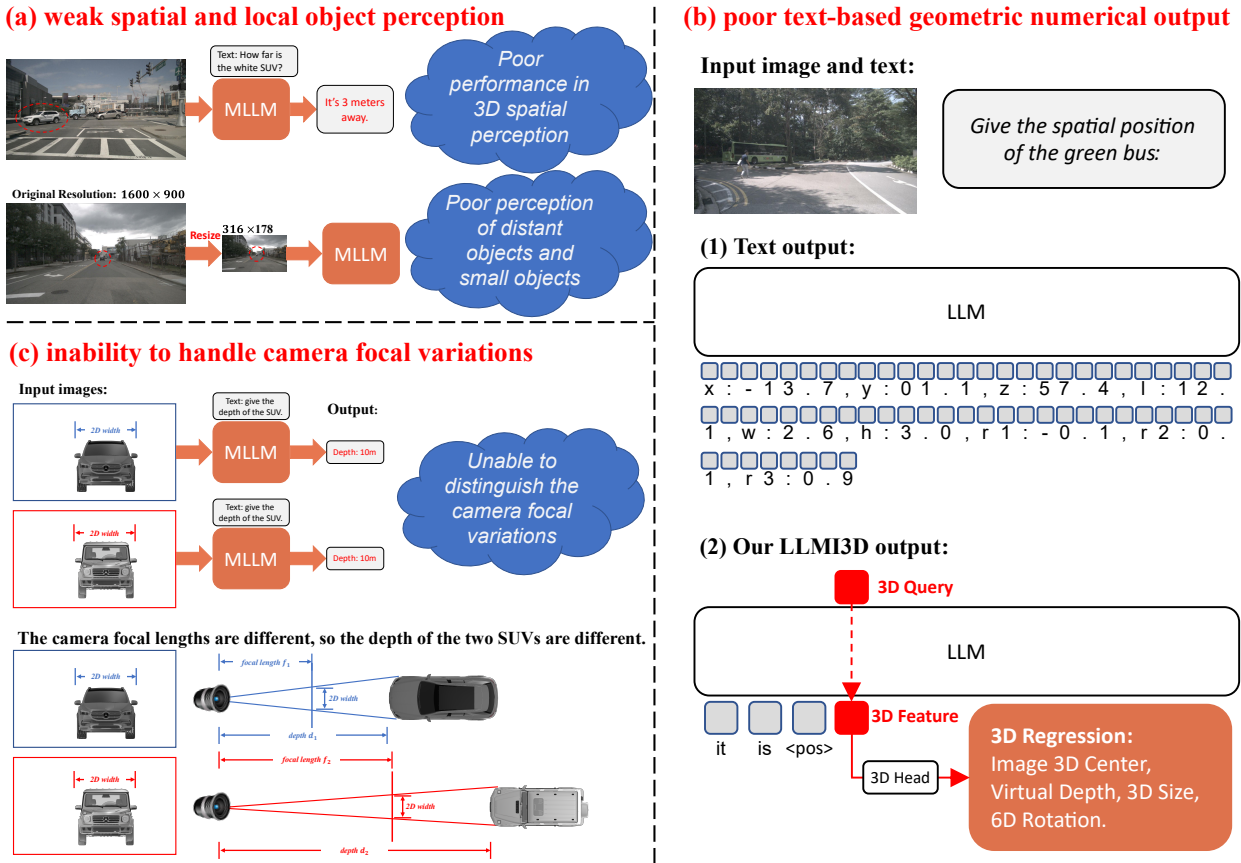 (a) weak spatial and local object perception
Text: How far is
the white SUV?
MLLM
It's 3 meters
away.
Poor
performance in
3D spatial
perception
Original Resolution: 1600 × 900
Resize
316 ×178
MLLM
Poor perception
of distant
objects and
small objects
(c) inability to handle camera focal variations
Input images:
Output:
2D width
Text: give the
depth of the SUV.
MLLM
Depth: 10m
2D width
Text: give the
depth of the SUV.
MLLM
Depth: 10m
Unable to
distinguish the
camera focal
variations
The camera focal lengths are different, so the depth of the two SUVs are different.
2D width
focal length f₁
2D width
depth d₁
2D width
focal length f₂
2D width
depth d₂
(b) poor text-based geometric numerical output
Input image and text:
Give the spatial position
of the green bus:
(1) Text output:
LLM
x : - 13 . 7 , y : 01 . 1 , z : 57 . 4 , l : 12 .
1 , w : 2 . 6 , h : 3 . 0 , r 1 : - 0 . 1 , r 2 : 0 .
1 , r 3 : 0 . 9
(2) Our LLMI3D output:
3D Query
LLM
3D Feature
it is <pos>
3D Head
3D Regression:
Image 3D Center,
Virtual Depth, 3D Size,
6D Rotation.